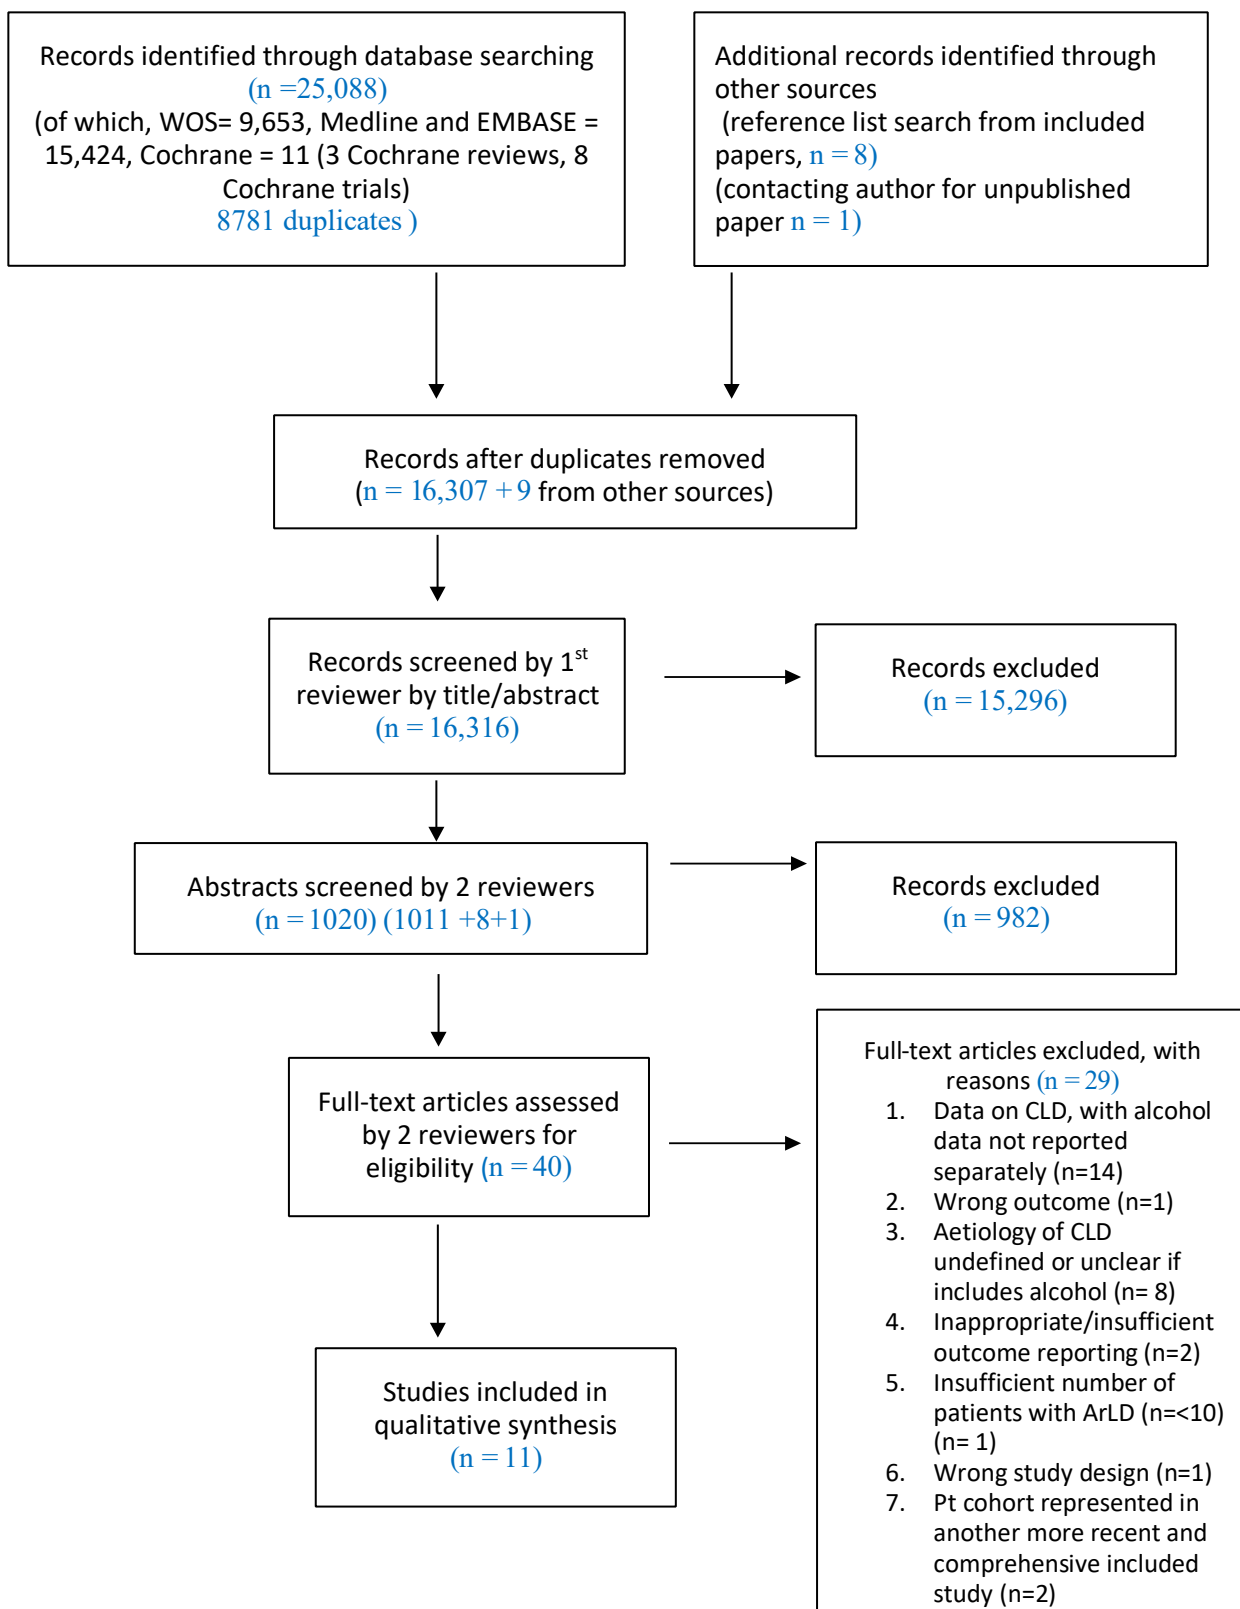 Records identified through database searching
(n =25,088)
(of which, WOS= 9,653, Medline and EMBASE =
15,424, Cochrane = 11 (3 Cochrane reviews, 8
Cochrane trials)
8781 duplicates )
Additional records identified through
other sources
(reference list search from included
papers, n = 8)
(contacting author for unpublished
paper n = 1)
Records after duplicates removed
(n = 16,307 + 9 from other sources)
Records screened by 1st
reviewer by title/abstract
(n = 16,316)
Records excluded
(n = 15,296)
Abstracts screened by 2 reviewers
(n = 1020) (1011 +8+1)
Records excluded
(n = 982)
Full-text articles assessed
by 2 reviewers for
eligibility (n = 40)
Full-text articles excluded, with
reasons (n = 29)
1. Data on CLD, with alcohol
data not reported
separately (n=14)
2. Wrong outcome (n=1)
3. Aetiology of CLD
undefined or unclear if
includes alcohol (n= 8)
4. Inappropriate/insufficient
outcome reporting (n=2)
5. Insufficient number of
patients with ArLD (n=<10)
(n= 1)
6. Wrong study design (n=1)
7. Pt cohort represented in
another more recent and
comprehensive included
study (n=2)
Studies included in
qualitative synthesis
(n = 11)